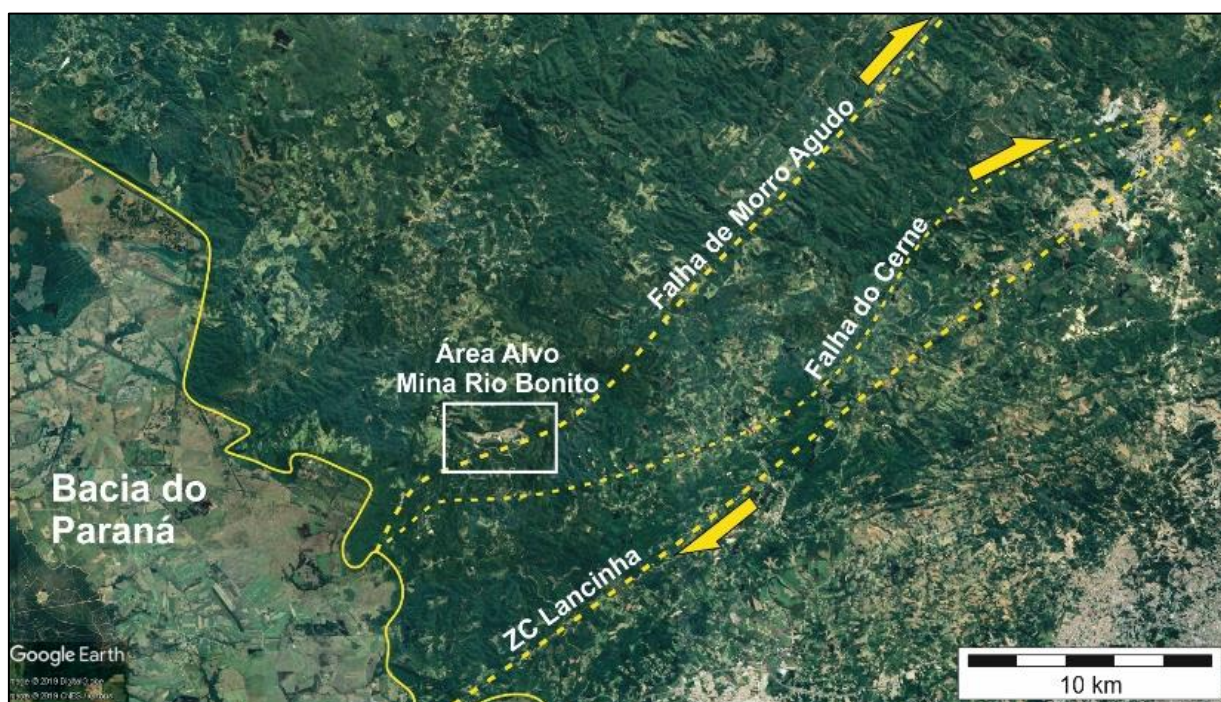 Falha de Morro Agudo
Falha do Cerne
Área Alvo
Mina Rio Bonito
Bacia do
Paraná
ZC Lancinha
Google Earth
10 km